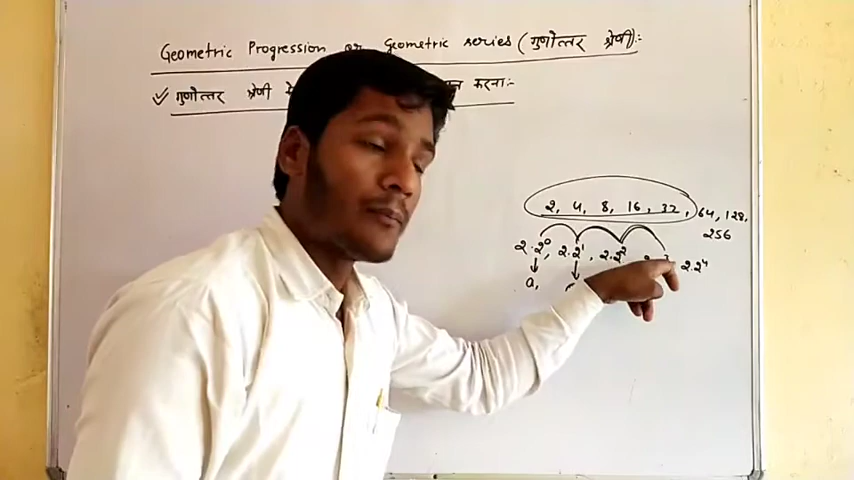 Geometric Progression or Geometric series (गुणोत्तर श्रेणी):-
✓ गुणोत्तर श्रेणी करना:-
2, 4, 8, 16, 32, 64, 128,
256
2·2⁰, 2·2¹, 2·2² 2·2⁴
a,